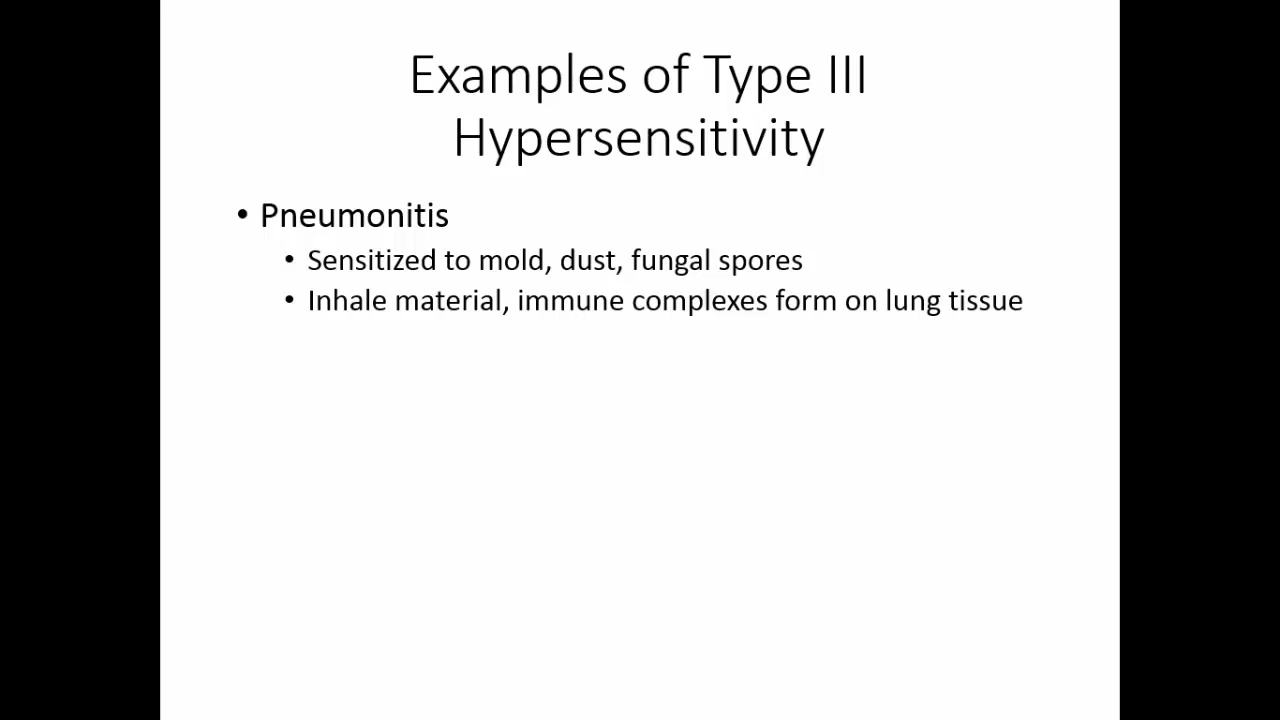 Examples of Type III
Hypersensitivity
• Pneumonitis
• Sensitized to mold, dust, fungal spores
• Inhale material, immune complexes form on lung tissue